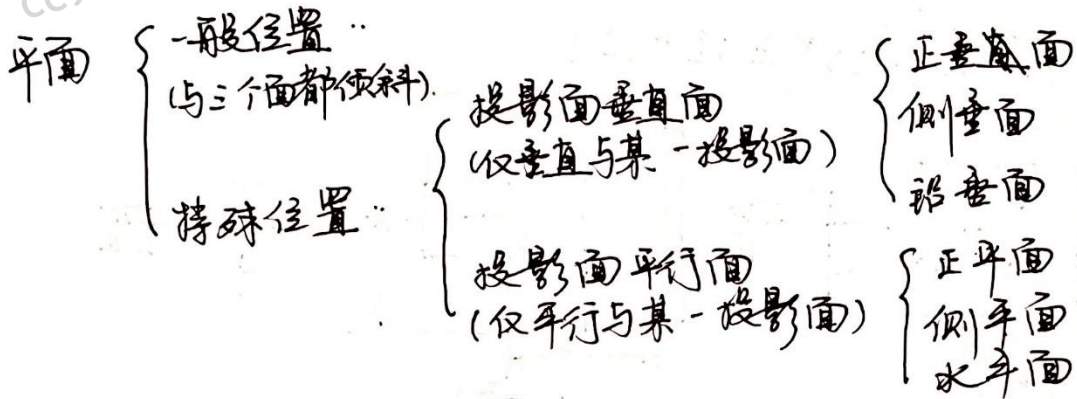 平面
一般位置
(与三个面都倾斜).
特殊位置
投影面垂直面
(仅垂直与某一投影面)
投影面平行面
(仅平行与某一投影面)
正垂面
侧垂面
铅垂面
正平面
侧平面
水平面